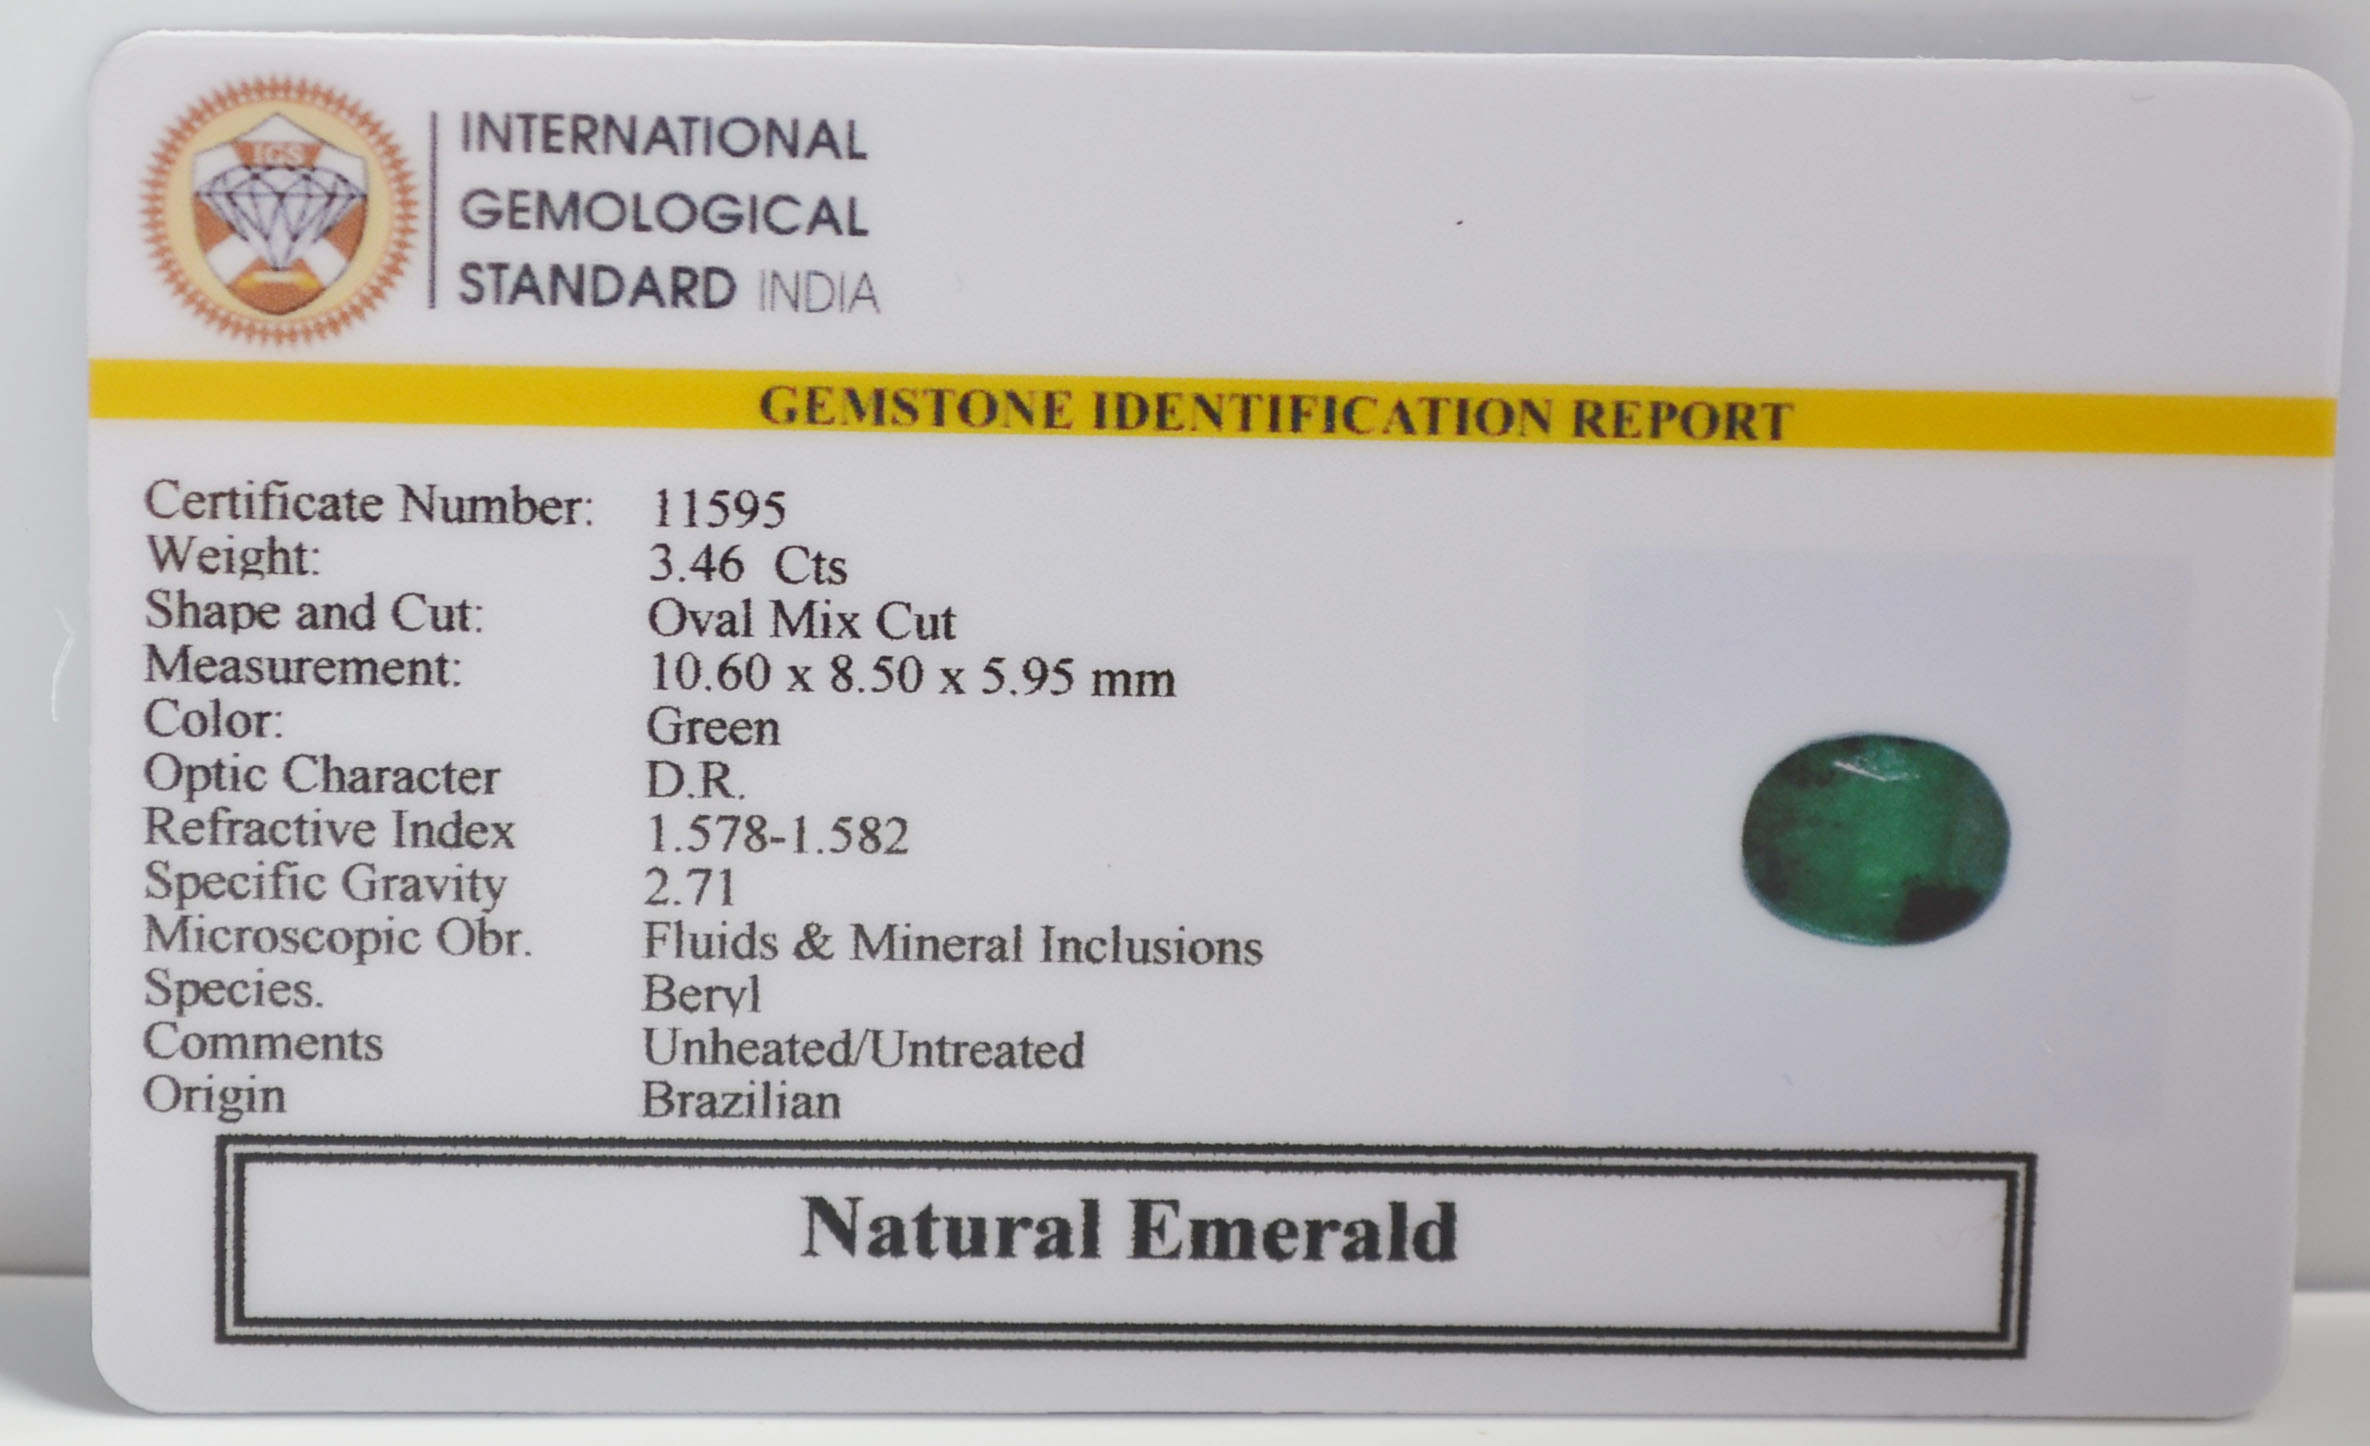 IGS
INTERNATIONAL
GEMOLOGICAL
STANDARD INDIA
GEMSTONE IDENTIFICATION REPORT
Certificate Number: 11595
Weight: 3.46 Cts
Shape and Cut: Oval Mix Cut
Measurement: 10.60 x 8.50 x 5.95 mm
Color: Green
Optic Character D.R.
Refractive Index 1.578-1.582
Specific Gravity 2.71
Microscopic Obr. Fluids & Mineral Inclusions
Species. Beryl
Comments Unheated/Untreated
Origin Brazilian
Natural Emerald